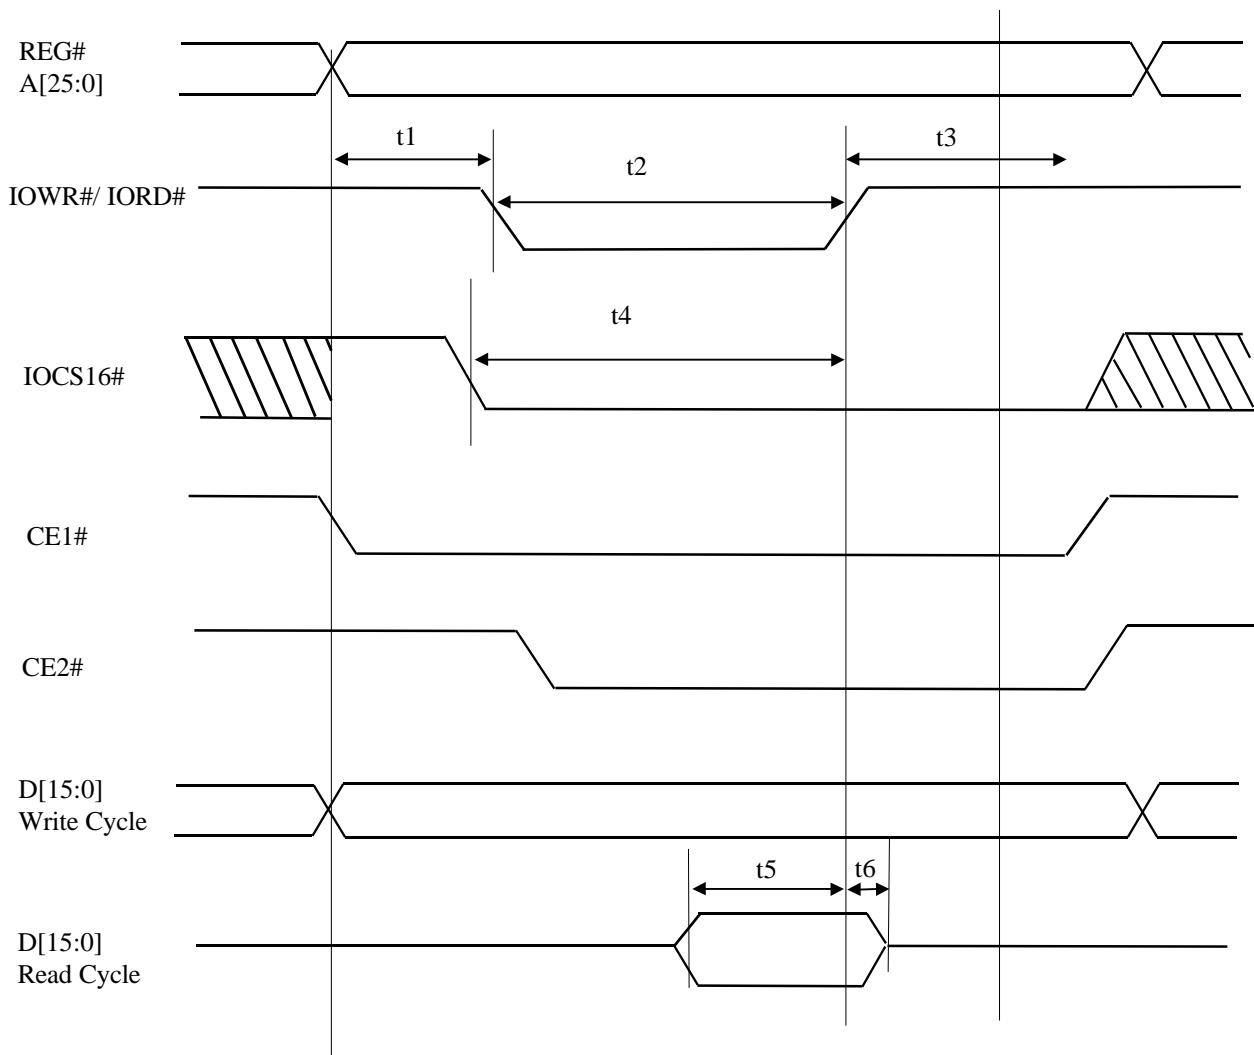 REG#
A[25:0]
t1
t2
t3
IOWR#/ IORD#
t4
IOCS16#
CE1#
CE2#
D[15:0]
Write Cycle
t5
t6
D[15:0]
Read Cycle